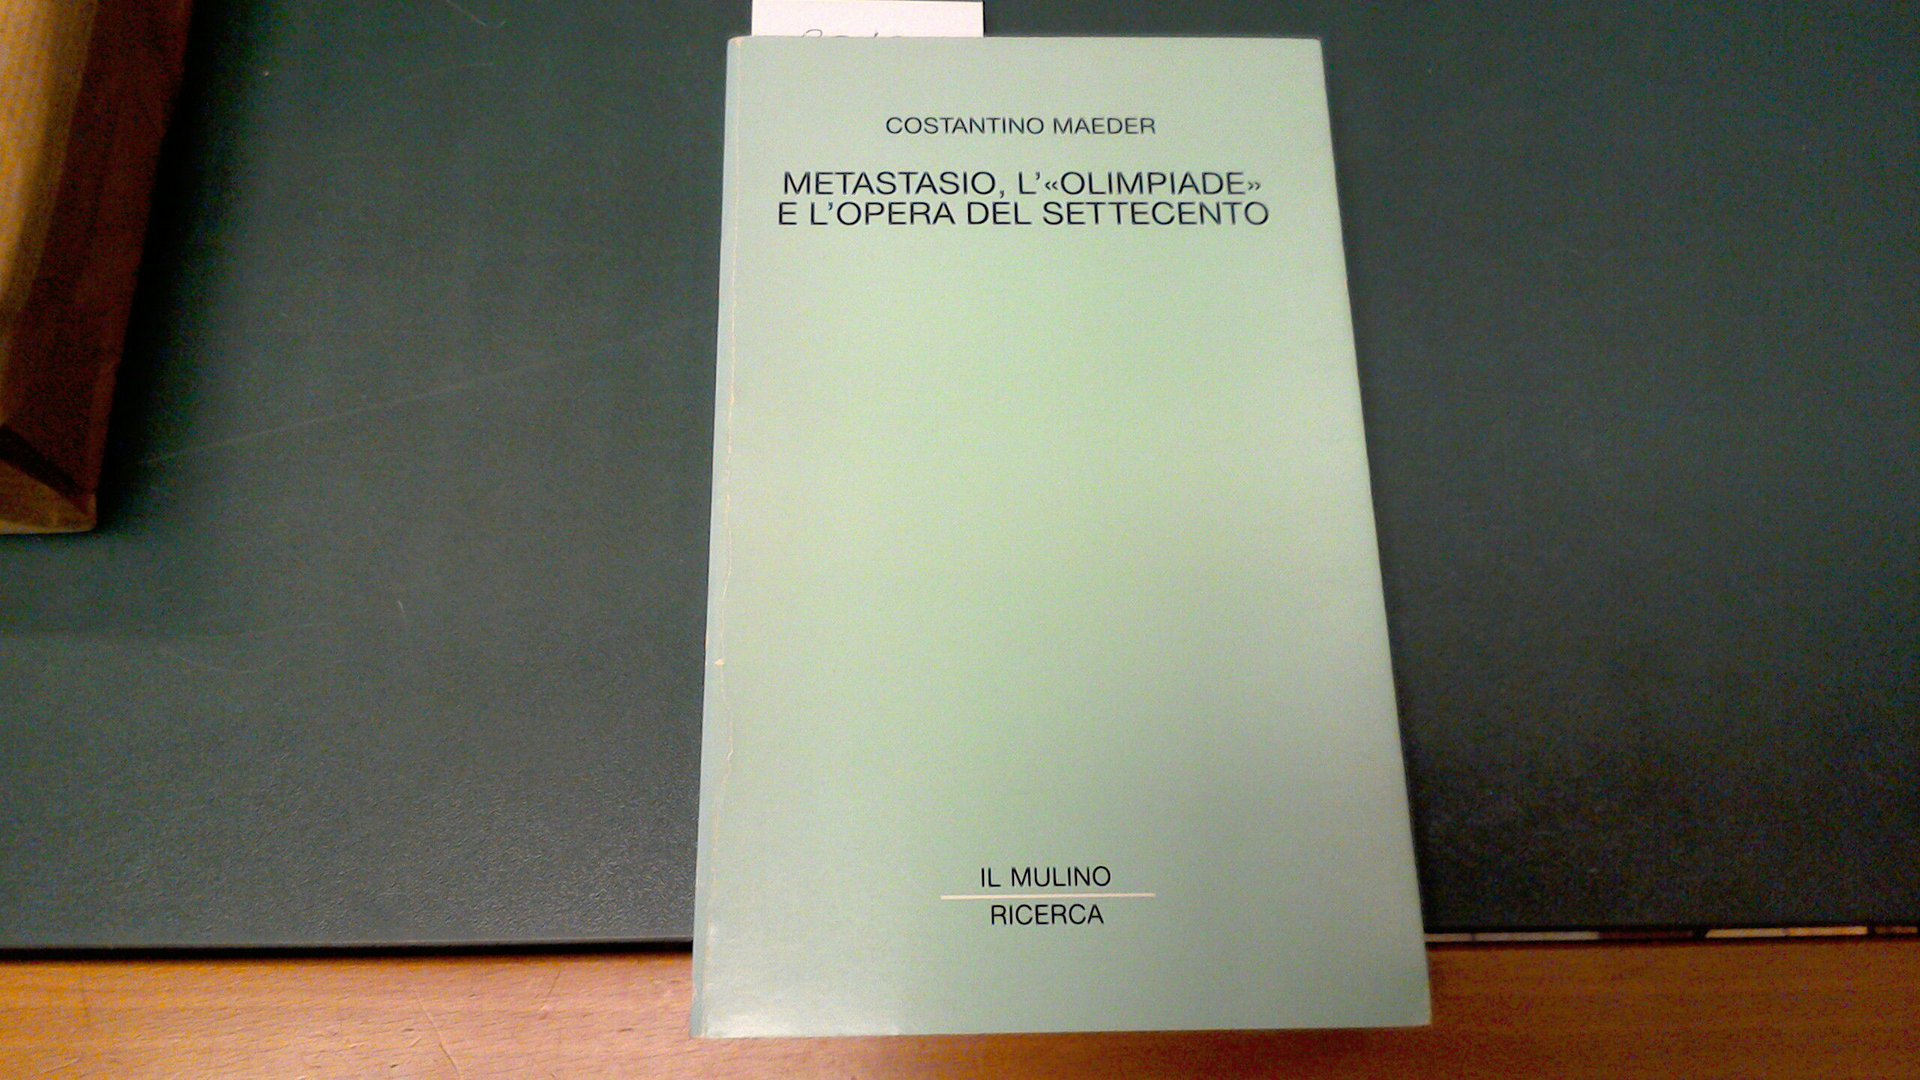 COSTANTINO MAEDER
METASTASIO, L'«OLIMPIADE»
E L'OPERA DEL SETTECENTO
IL MULINO
RICERCA